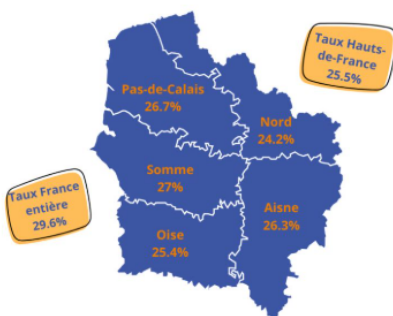 Taux Hauts-
de-France
25.5%
Pas-de-Calais
26.7%
Nord
24.2%
Somme
27%
Taux France
entière
29.6%
Aisne
26.3%
Oise
25.4%